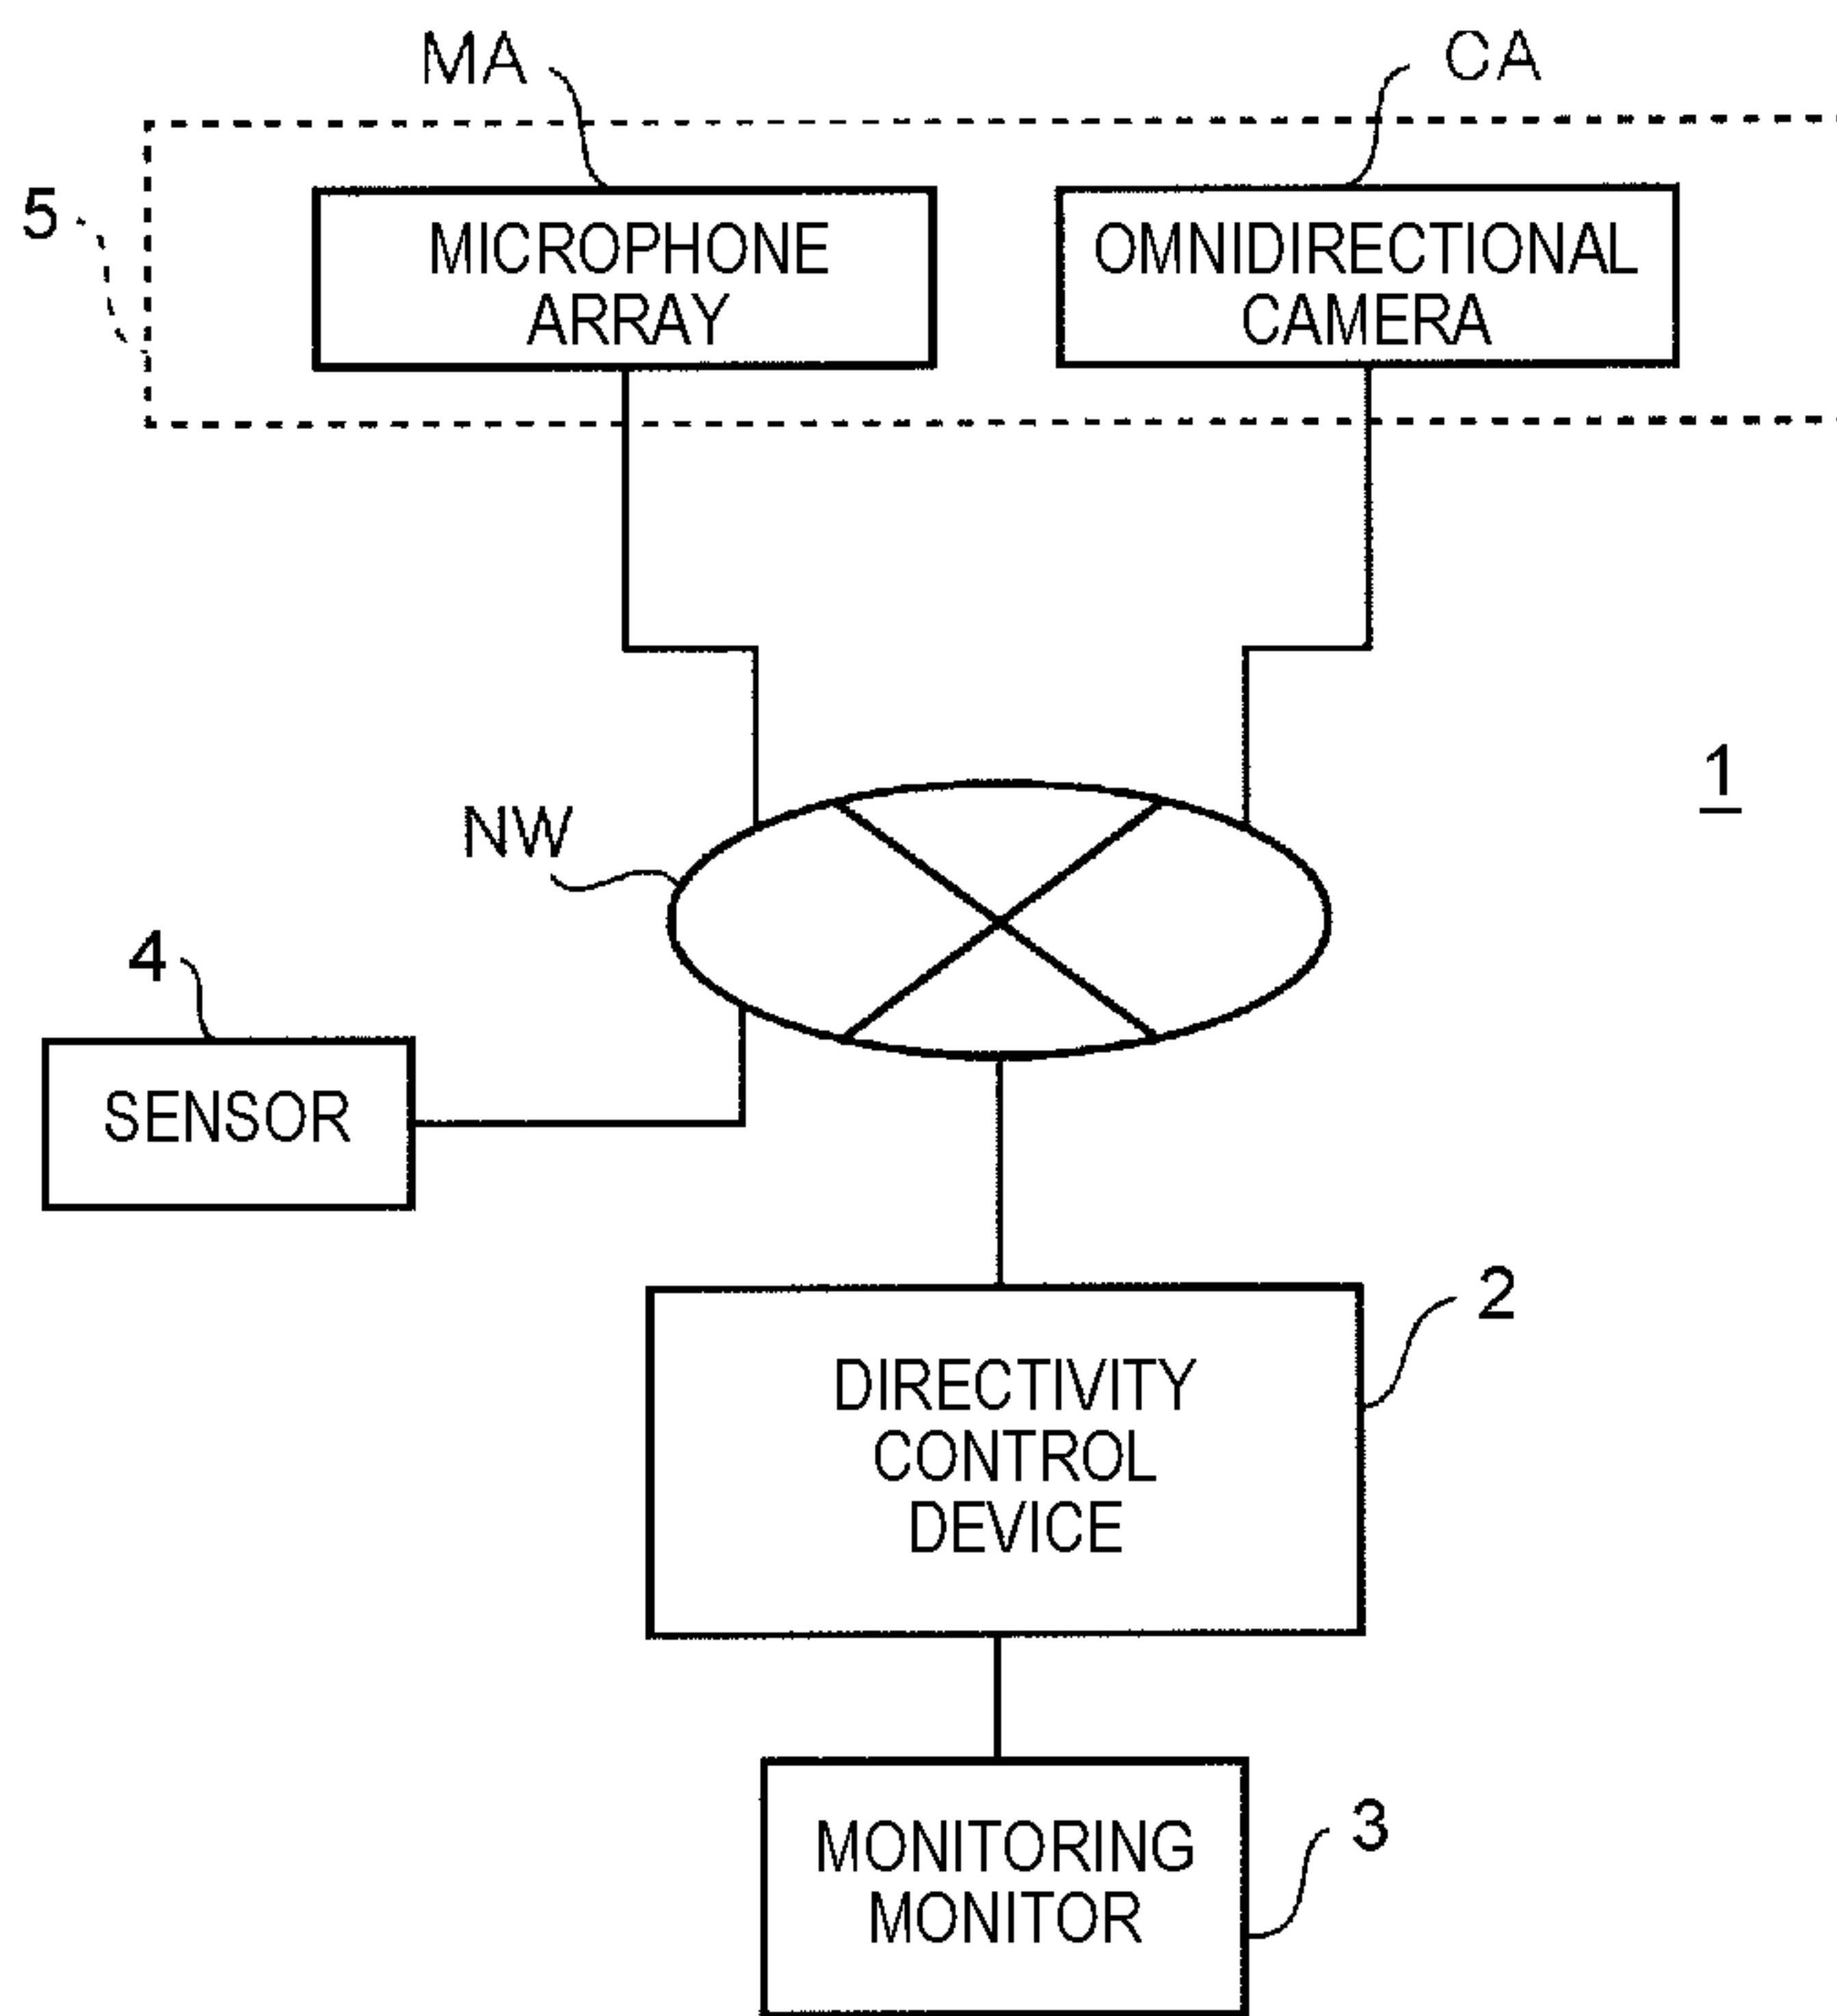 MA
CA
5
MICROPHONE
ARRAY
OMNIDIRECTIONAL
CAMERA
1
NW
4
SENSOR
2
DIRECTIVITY
CONTROL
DEVICE
MONITORING
MONITOR
3